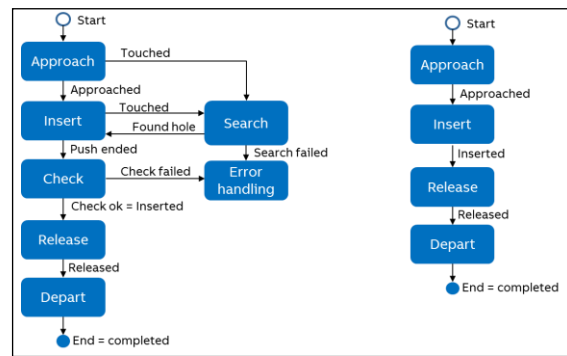 Start
Approach
Touched
Approached
Insert
Touched
Found hole
Search
Push ended
Search failed
Check
Check failed
Error
handling
Check ok = Inserted
Release
Released
Depart
End = completed
Start
Approach
Approached
Insert
Inserted
Release
Released
Depart
End = completed